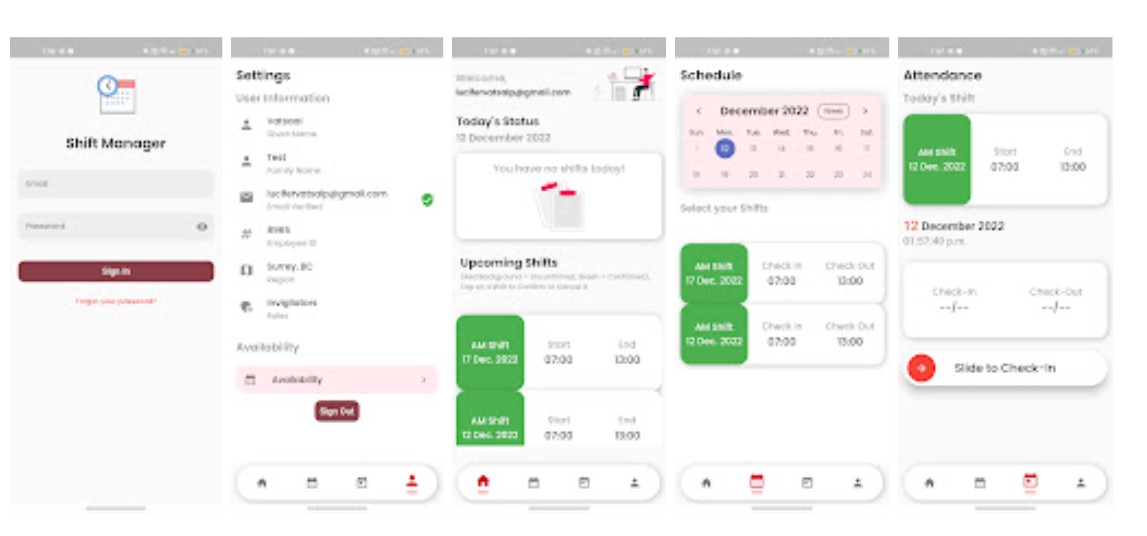 Shift Manager
Email
Password
Sign In
Forgot your password?
Settings
User Information
Vatsaal
Given Name
Test
Family Name
lucifervatsalp@gmail.com
Email Verified
Employee ID
Surrey, BC
Region
Invigilators
Roles
Availability
Availability
Sign Out
Welcome,
lucifervatsalp@gmail.com
Today's Status
12 December 2022
You have no shifts today!
Upcoming Shifts
(Red Background = Unconfirmed, Green = Confirmed),
Tap on a shift to Confirm or Cancel it
AM Shift Start End
17 Dec. 2022 07:00 13:00
AM Shift Start End
12 Dec. 2022 07:00 13:00
Schedule
December 2022 Week
Sun. Mon. Tue. Wed. Thu. Fri. Sat.
12 13 14 15 16 17
18 19 20 21 22 23 24
Select your Shifts
AM Shift Check In Check Out
17 Dec. 2022 07:00 13:00
AM Shift Check In Check Out
12 Dec. 2022 07:00 13:00
Attendance
Today's Shift
AM Shift Start End
12 Dec. 2022 07:00 13:00
12 December 2022
01:57:40 p.m.
Check-In Check-Out
--/-- --/--
Slide to Check-In